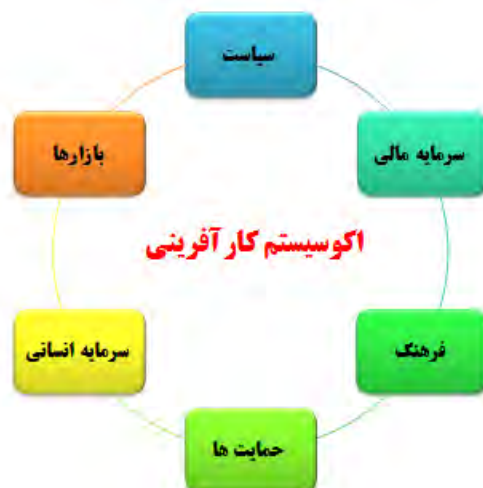 سیاست
سرمایه مالی
بازارها
اکوسیستم کارآفرینی
فرهنگ
سرمایه انسانی
حمایت ها